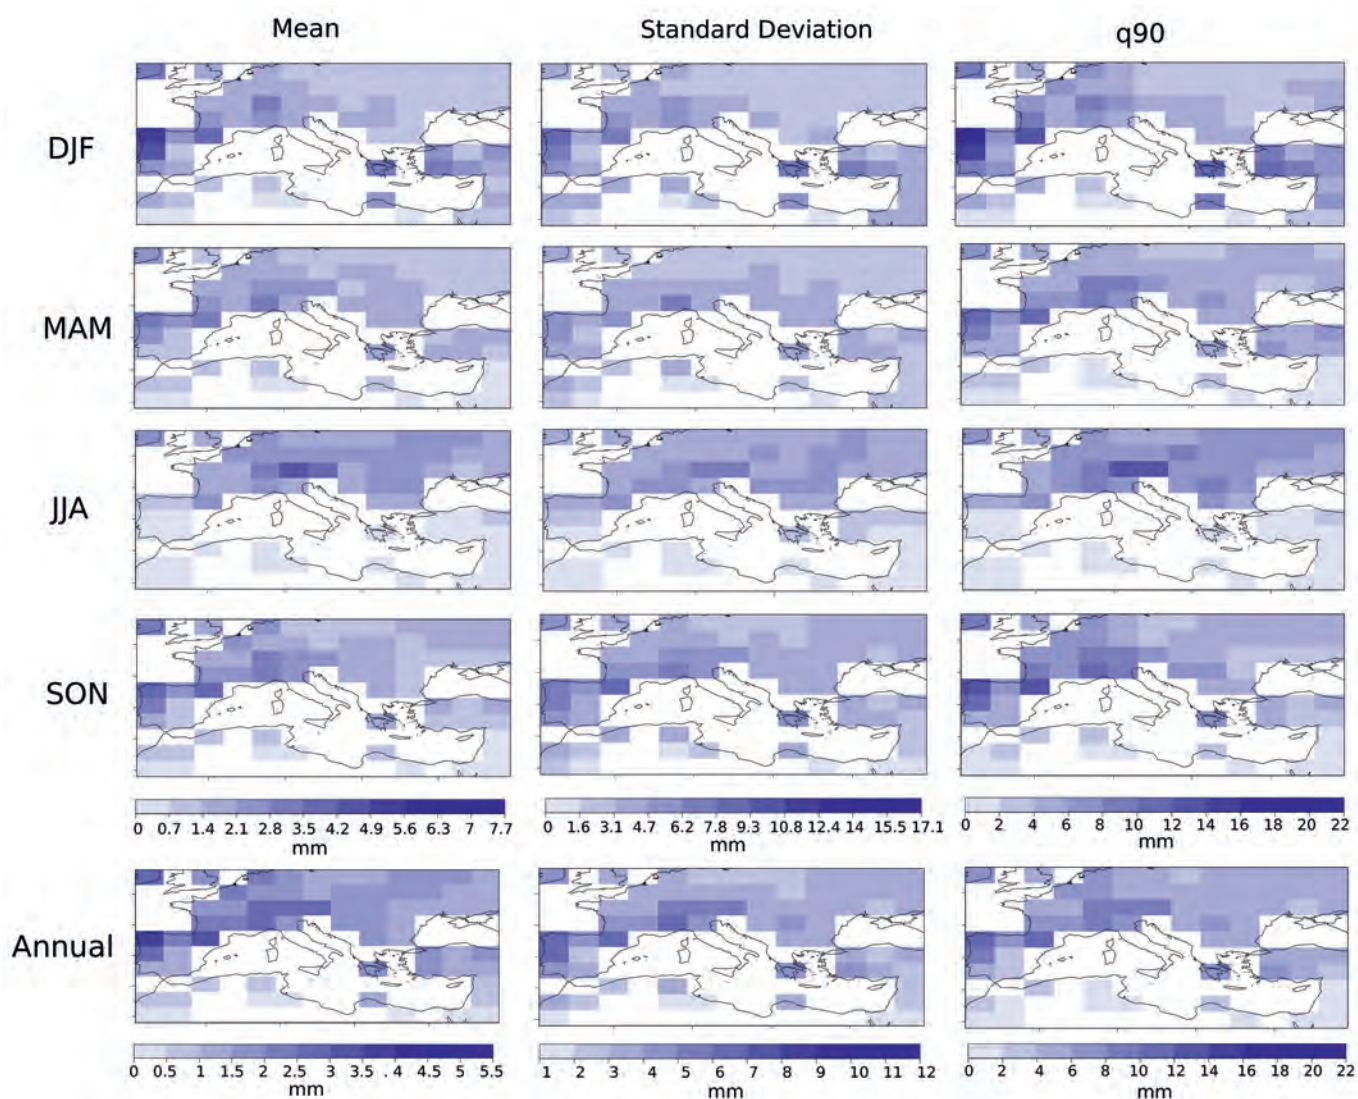 Mean Standard Deviation q90
DJF
MAM
JJA
SON
0 0.7 1.4 2.1 2.8 3.5 4.2 4.9 5.6 6.3 7 7.7
mm
0 1.6 3.1 4.7 6.2 7.8 9.3 10.8 12.4 14 15.5 17.1
mm
0 2 4 6 8 10 12 14 16 18 20 22
mm
Annual
0 0.5 1 1.5 2 2.5 3 3.5 4 4.5 5 5.5
mm
1 2 3 4 5 6 7 8 9 10 11 12
mm
0 2 4 6 8 10 12 14 16 18 20 22
mm